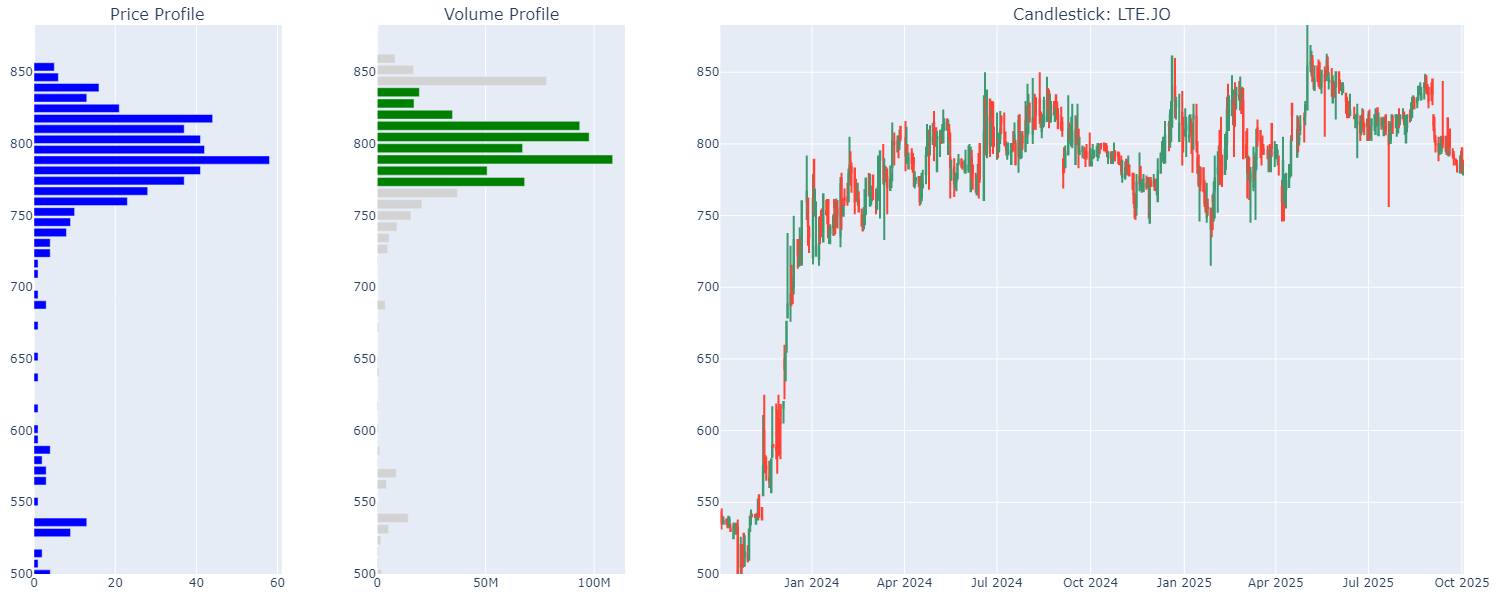 Price Profile
Volume Profile
Candlestick: LTE.JO
850
800
750
700
650
600
550
500
0
20
40
60
850
800
750
700
650
600
550
500
0
50M
100M
850
800
750
700
650
600
550
500
Jan 2024
Apr 2024
Jul 2024
Oct 2024
Jan 2025
Apr 2025
Jul 2025
Oct 2025